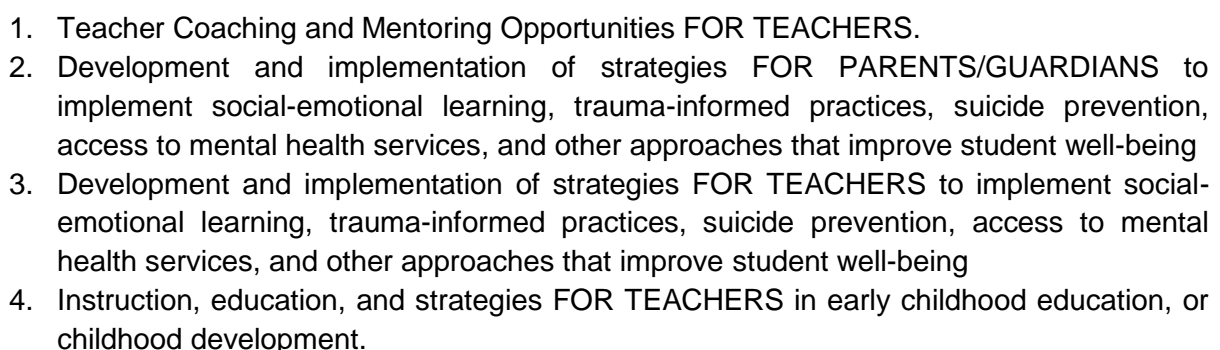 1. Teacher Coaching and Mentoring Opportunities FOR TEACHERS.
2. Development and implementation of strategies FOR PARENTS/GUARDIANS to
implement social-emotional learning, trauma-informed practices, suicide prevention,
access to mental health services, and other approaches that improve student well-being
3. Development and implementation of strategies FOR TEACHERS to implement social-
emotional learning, trauma-informed practices, suicide prevention, access to mental
health services, and other approaches that improve student well-being
4. Instruction, education, and strategies FOR TEACHERS in early childhood education, or
childhood development.